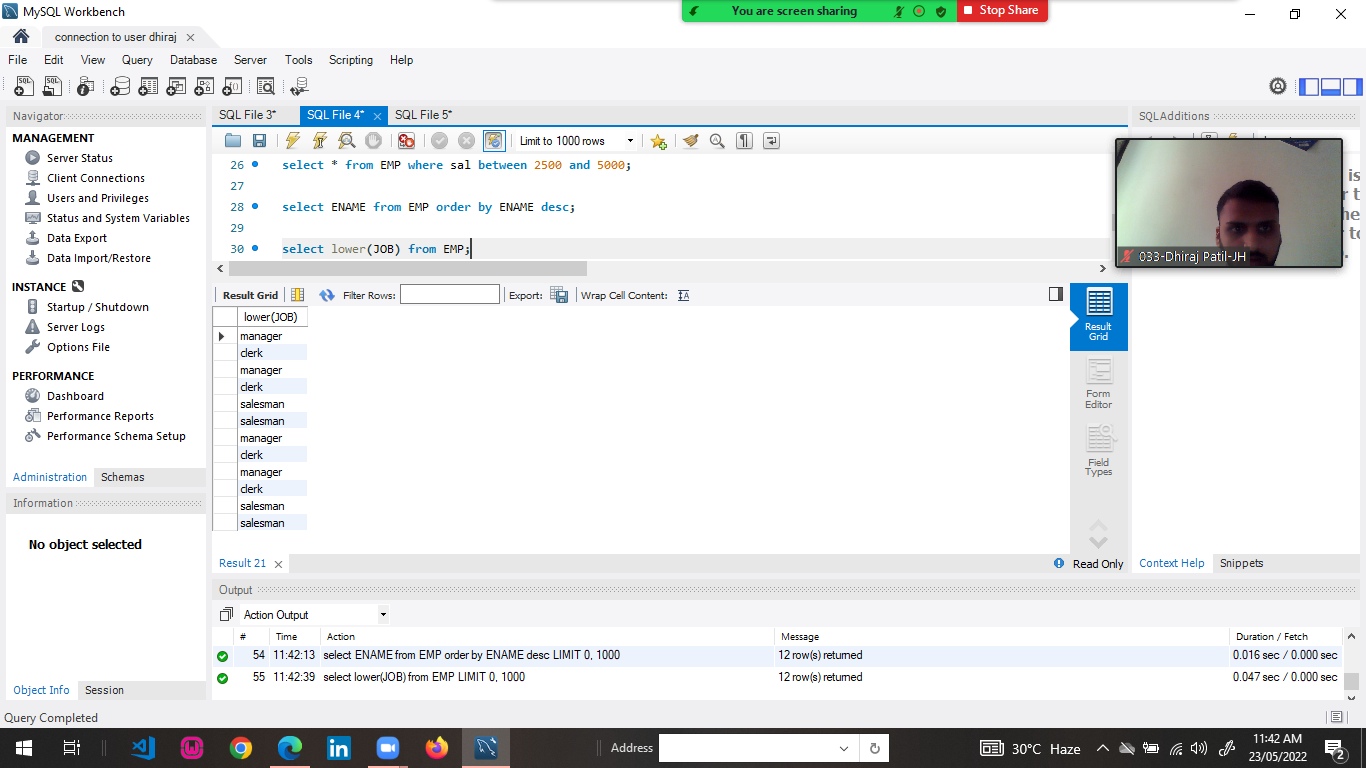 MySQL Workbench
You are screen sharing
Stop Share
connection to user dhiraj
File Edit View Query Database Server Tools Scripting Help
Navigator
SQL File 3*
SQL File 4*
SQL File 5*
SQLAdditions
MANAGEMENT
Server Status
Client Connections
Users and Privileges
Status and System Variables
Data Export
Data Import/Restore
INSTANCE
Startup / Shutdown
Server Logs
Options File
PERFORMANCE
Dashboard
Performance Reports
Performance Schema Setup
Administration Schemas
Information
No object selected
Object Info Session
Limit to 1000 rows
26 select * from EMP where sal between 2500 and 5000;
27
28 select ENAME from EMP order by ENAME desc;
29
30 select lower(JOB) from EMP;
033-Dhiraj Patil-JH
Result Grid Filter Rows: Export: Wrap Cell Content:
lower(JOB)
manager
clerk
manager
clerk
salesman
salesman
manager
clerk
manager
clerk
salesman
salesman
Result Grid
Form Editor
Field Types
Result 21
Read Only
Context Help Snippets
Output
Action Output
# Time Action Message Duration / Fetch
54 11:42:13 select ENAME from EMP order by ENAME desc LIMIT 0, 1000 12 row(s) returned 0.016 sec / 0.000 sec
55 11:42:39 select lower(JOB) from EMP LIMIT 0, 1000 12 row(s) returned 0.047 sec / 0.000 sec
Query Completed
Address
30°C Haze
11:42 AM
23/05/2022
2